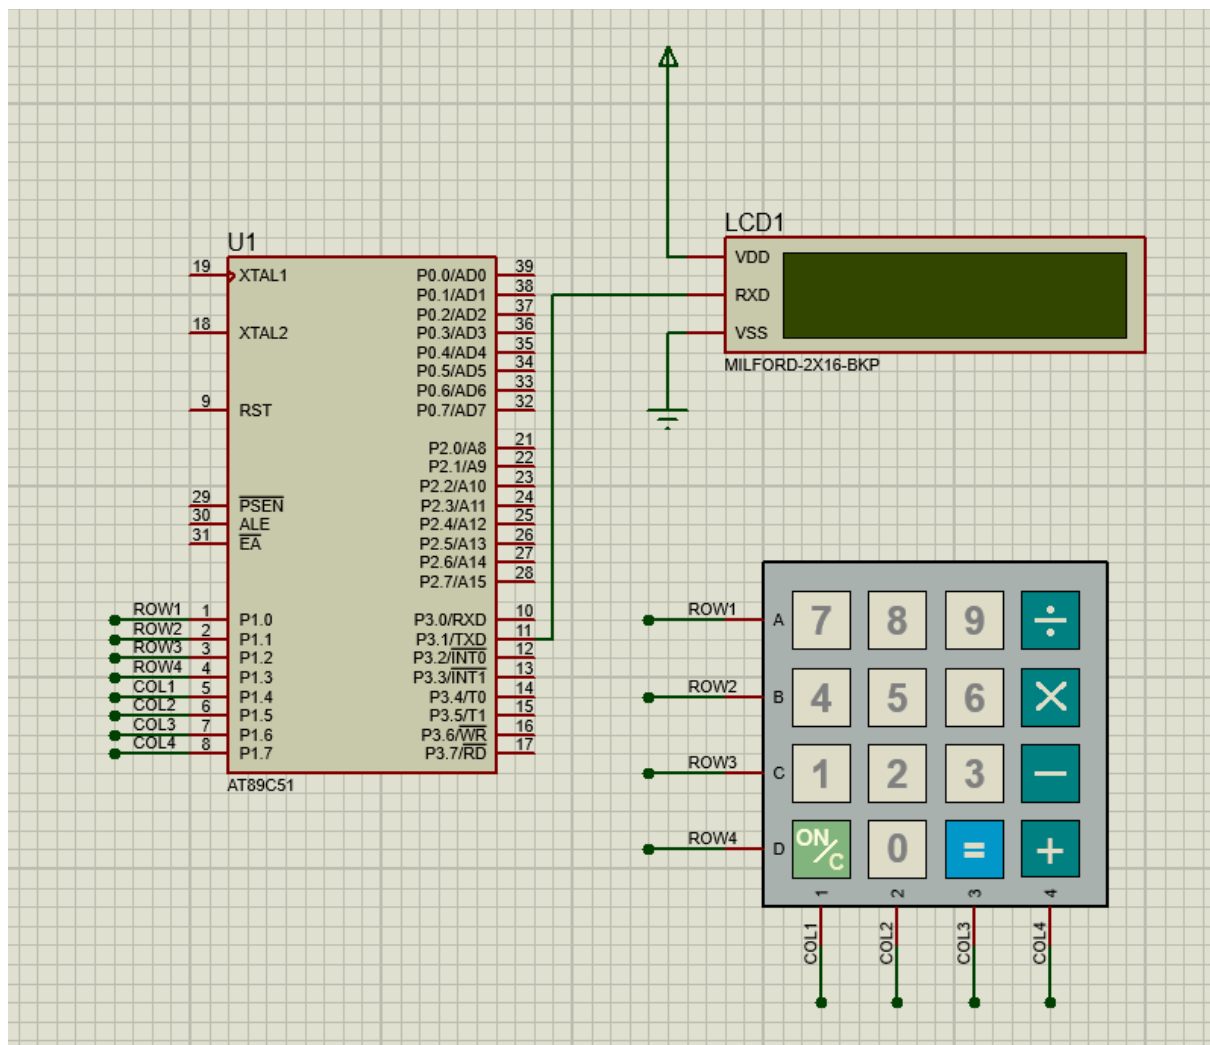 U1
19 XTAL1
18 XTAL2
9 RST
29 PSEN
30 ALE
31 EA
ROW1 1 P1.0
ROW2 2 P1.1
ROW3 3 P1.2
ROW4 4 P1.3
COL1 5 P1.4
COL2 6 P1.5
COL3 7 P1.6
COL4 8 P1.7
P0.0/AD0 39
P0.1/AD1 38
P0.2/AD2 37
P0.3/AD3 36
P0.4/AD4 35
P0.5/AD5 34
P0.6/AD6 33
P0.7/AD7 32
P2.0/A8 21
P2.1/A9 22
P2.2/A10 23
P2.3/A11 24
P2.4/A12 25
P2.5/A13 26
P2.6/A14 27
P2.7/A15 28
P3.0/RXD 10
P3.1/TXD 11
P3.2/INT0 12
P3.3/INT1 13
P3.4/T0 14
P3.5/T1 15
P3.6/WR 16
P3.7/RD 17
AT89C51
LCD1
VDD
RXD
VSS
MILFORD-2X16-BKP
ROW1 A 7 8 9 ÷
ROW2 B 4 5 6 ×
ROW3 C 1 2 3 −
ROW4 D ON/C 0 = +
1 2 3 4
COL1 COL2 COL3 COL4